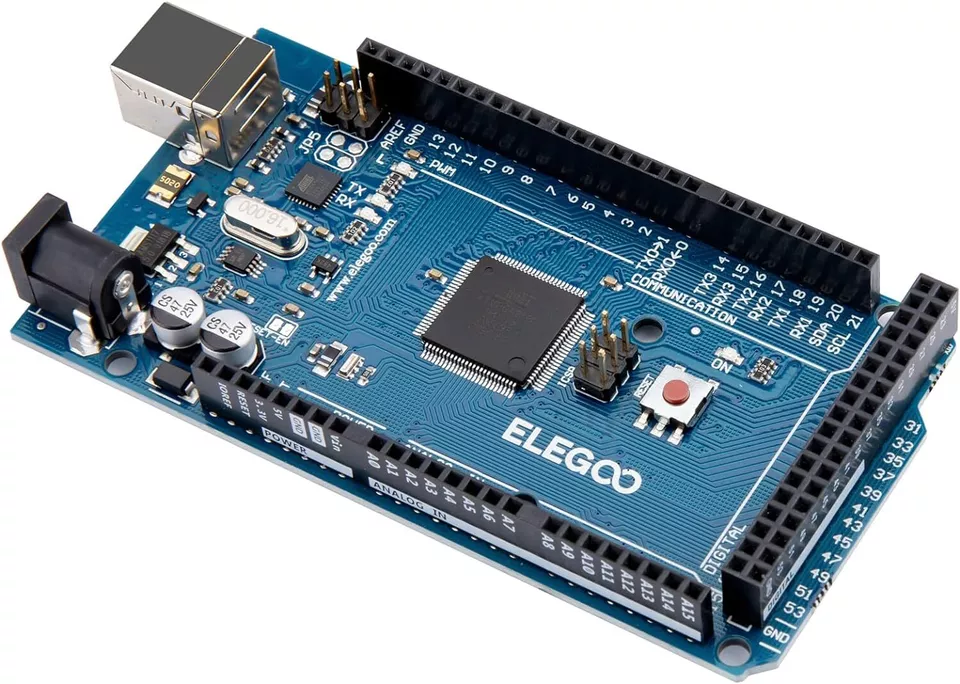 5020
JP5
L
AREF
GND
13
12
11
10
9
8
7
6
5
4
3
2
TX0→1
RX0←0
PWM
TX
RX
16.000
www.elegoo.com
COMMUNICATION
TX3 14
RX3 15
TX2 16
RX2 17
TX1 18
RX1 19
SDA 20
SCL 21
CS
47
25V
CS
47
25V
ICSP
RESET
ON
ELEGOO
IOREF
RESET
3.3V
5V
GND
GND
Vin
POWER
A0
A1
A2
A3
A4
A5
A6
A7
ANALOG IN
A8
A9
A10
A11
A12
A13
A14
A15
DIGITAL
DIGITAL
31
33
35
37
39
41
43
45
47
49
51
53
GND